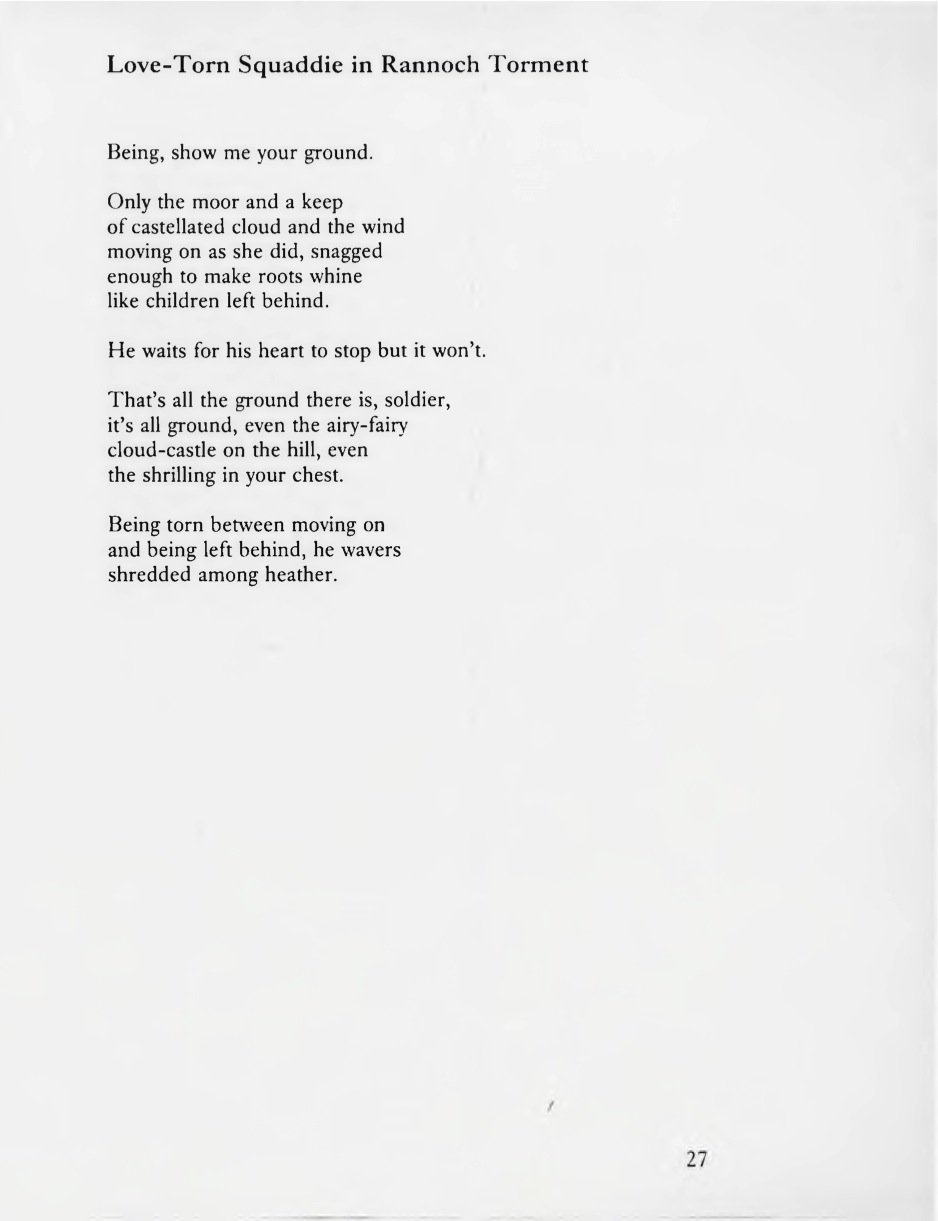 Love-Torn Squaddie in Rannoch Torment
Being, show me your ground.
Only the moor and a keep
of castellated cloud and the wind
moving on as she did, snagged
enough to make roots whine
like children left behind.
He waits for his heart to stop but it won't.
That's all the ground there is, soldier,
it's all ground, even the airy-fairy
cloud-castle on the hill, even
the shrilling in your chest.
Being torn between moving on
and being left behind, he wavers
shredded among heather.
27